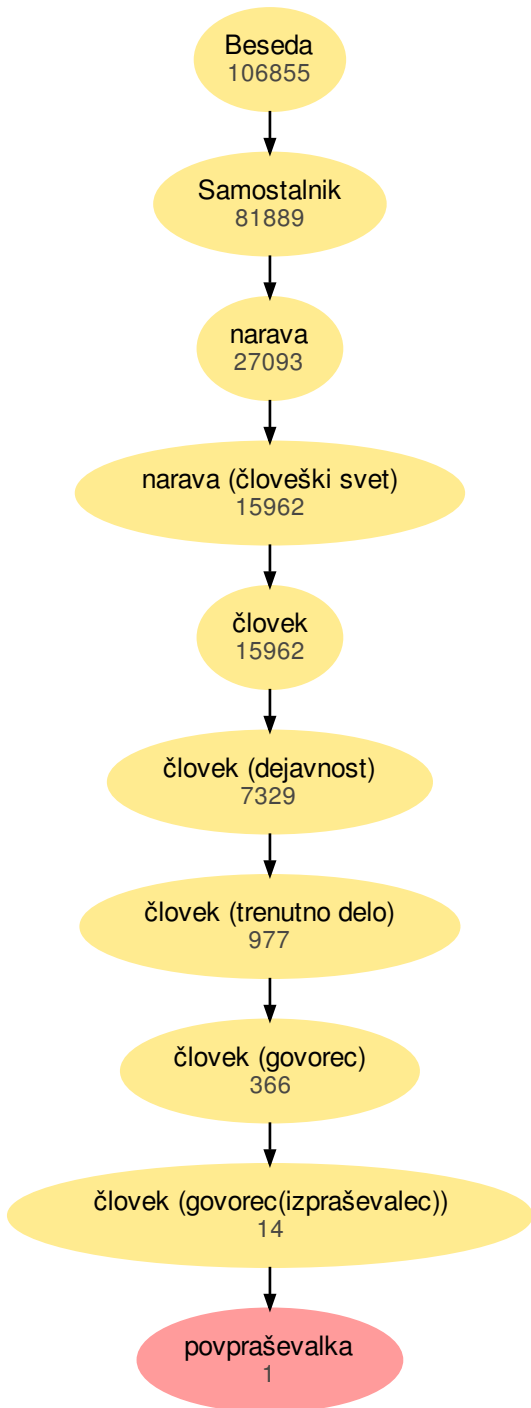 Beseda
106855
Samostalnik
81889
narava
27093
narava (človeški svet)
15962
človek
15962
človek (dejavnost)
7329
človek (trenutno delo)
977
človek (govorec)
366
človek (govorec(izpraševalec))
14
povpraševalka
1